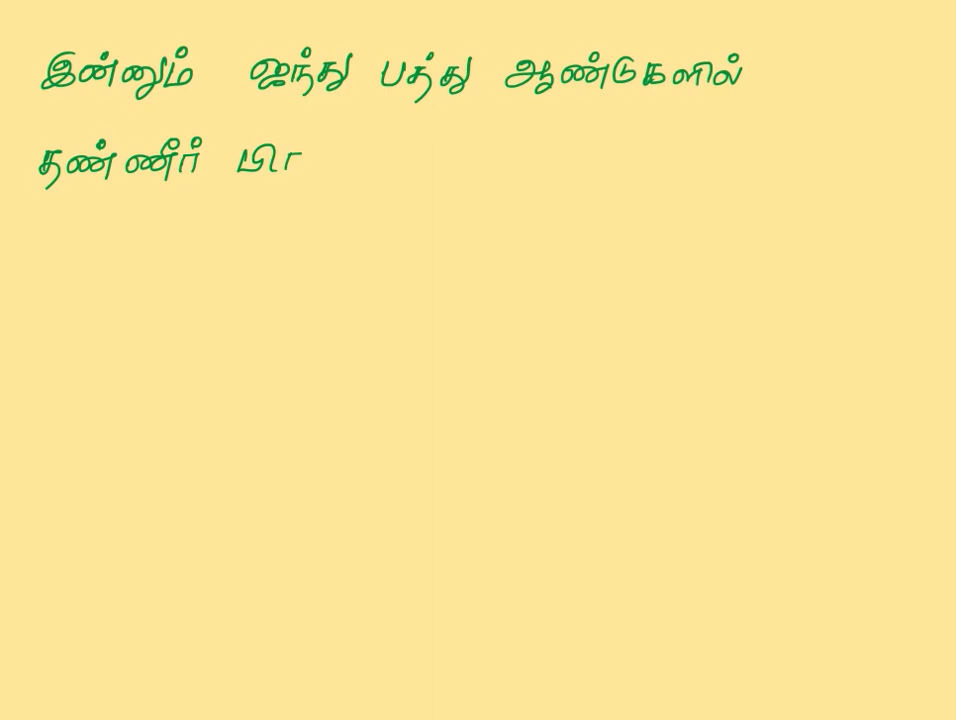 இன்னும் ஐந்து பத்து ஆண்டுகளில்
தண்ணீர் பிர